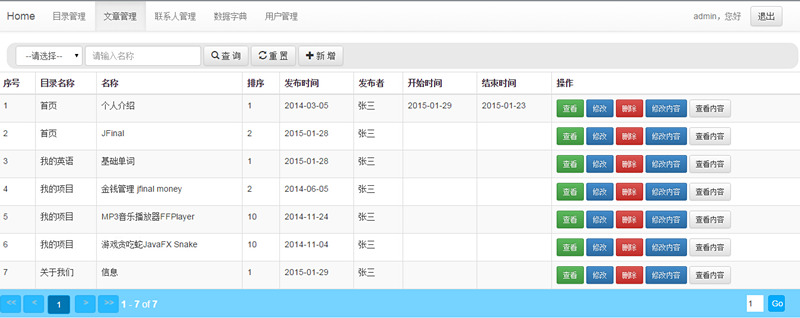 Home 目录管理 文章管理 联系人管理 数据字典 用户管理 admin，您好 退出
--请选择-- 请输入名称 查 询 重 置 新 增
序号 目录名称 名称 排序 发布时间 发布者 开始时间 结束时间 操作
1 首页 个人介绍 1 2014-03-05 张三 2015-01-29 2015-01-23 查看 修改 删除 修改内容 查看内容
2 首页 JFinal 2 2015-01-28 张三 查看 修改 删除 修改内容 查看内容
3 我的英语 基础单词 1 2015-01-28 张三 查看 修改 删除 修改内容 查看内容
4 我的项目 金钱管理 jfinal money 2 2014-06-05 张三 查看 修改 删除 修改内容 查看内容
5 我的项目 MP3音乐播放器FFPlayer 10 2014-11-24 张三 查看 修改 删除 修改内容 查看内容
6 我的项目 游戏贪吃蛇JavaFX Snake 10 2014-11-04 张三 查看 修改 删除 修改内容 查看内容
7 关于我们 信息 1 2015-01-29 张三 查看 修改 删除 修改内容 查看内容
<< < 1 > >> 1 - 7 of 7 1 Go